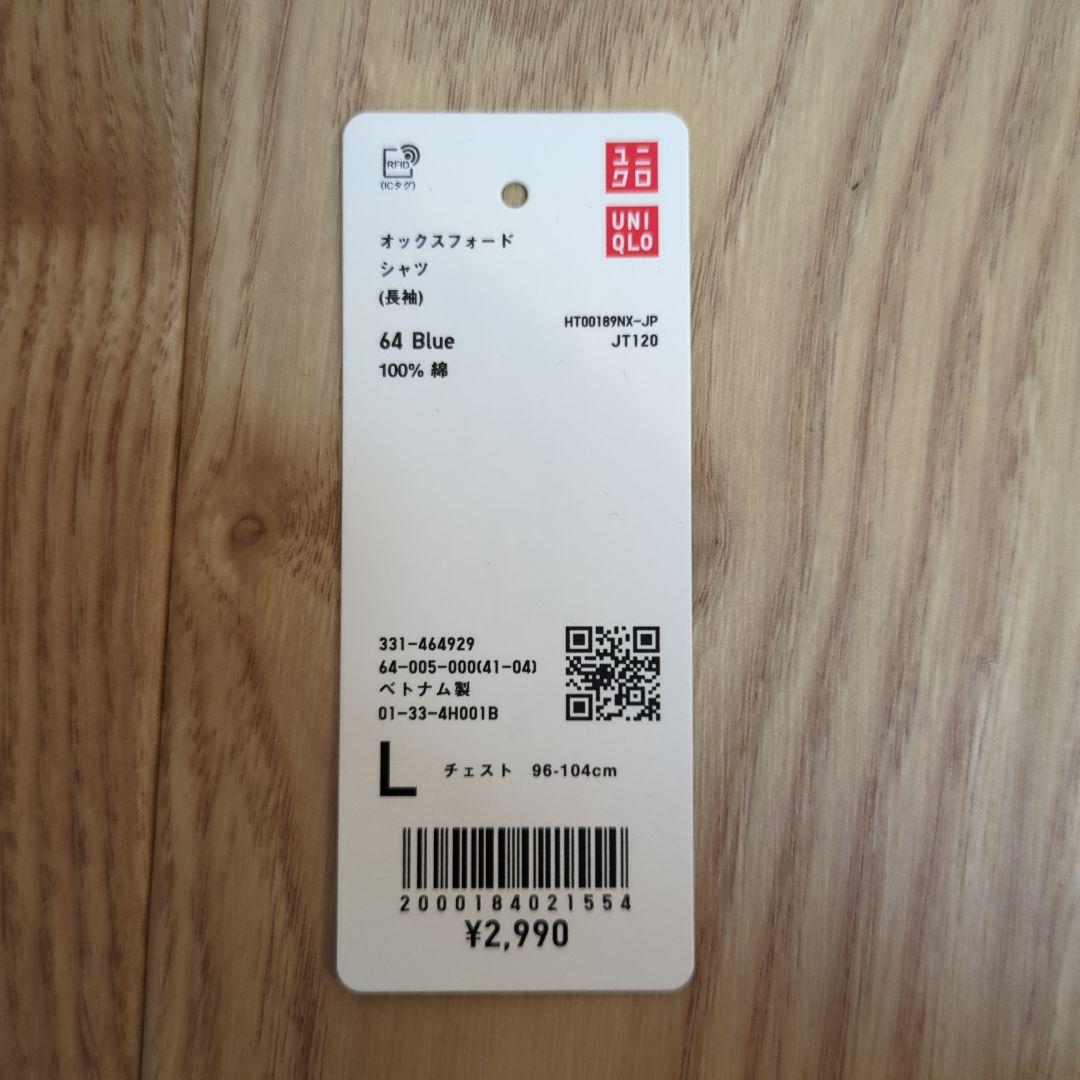 RFID
(ICタグ)
ユニ
クロ
UNI
QLO
オックスフォード
シャツ
(長袖)
HT00189NX-JP
64 Blue
JT120
100% 綿
331-464929
64-005-000(41-04)
ベトナム製
01-33-4H001B
L チェスト 96-104cm
2000184021554
¥2,990